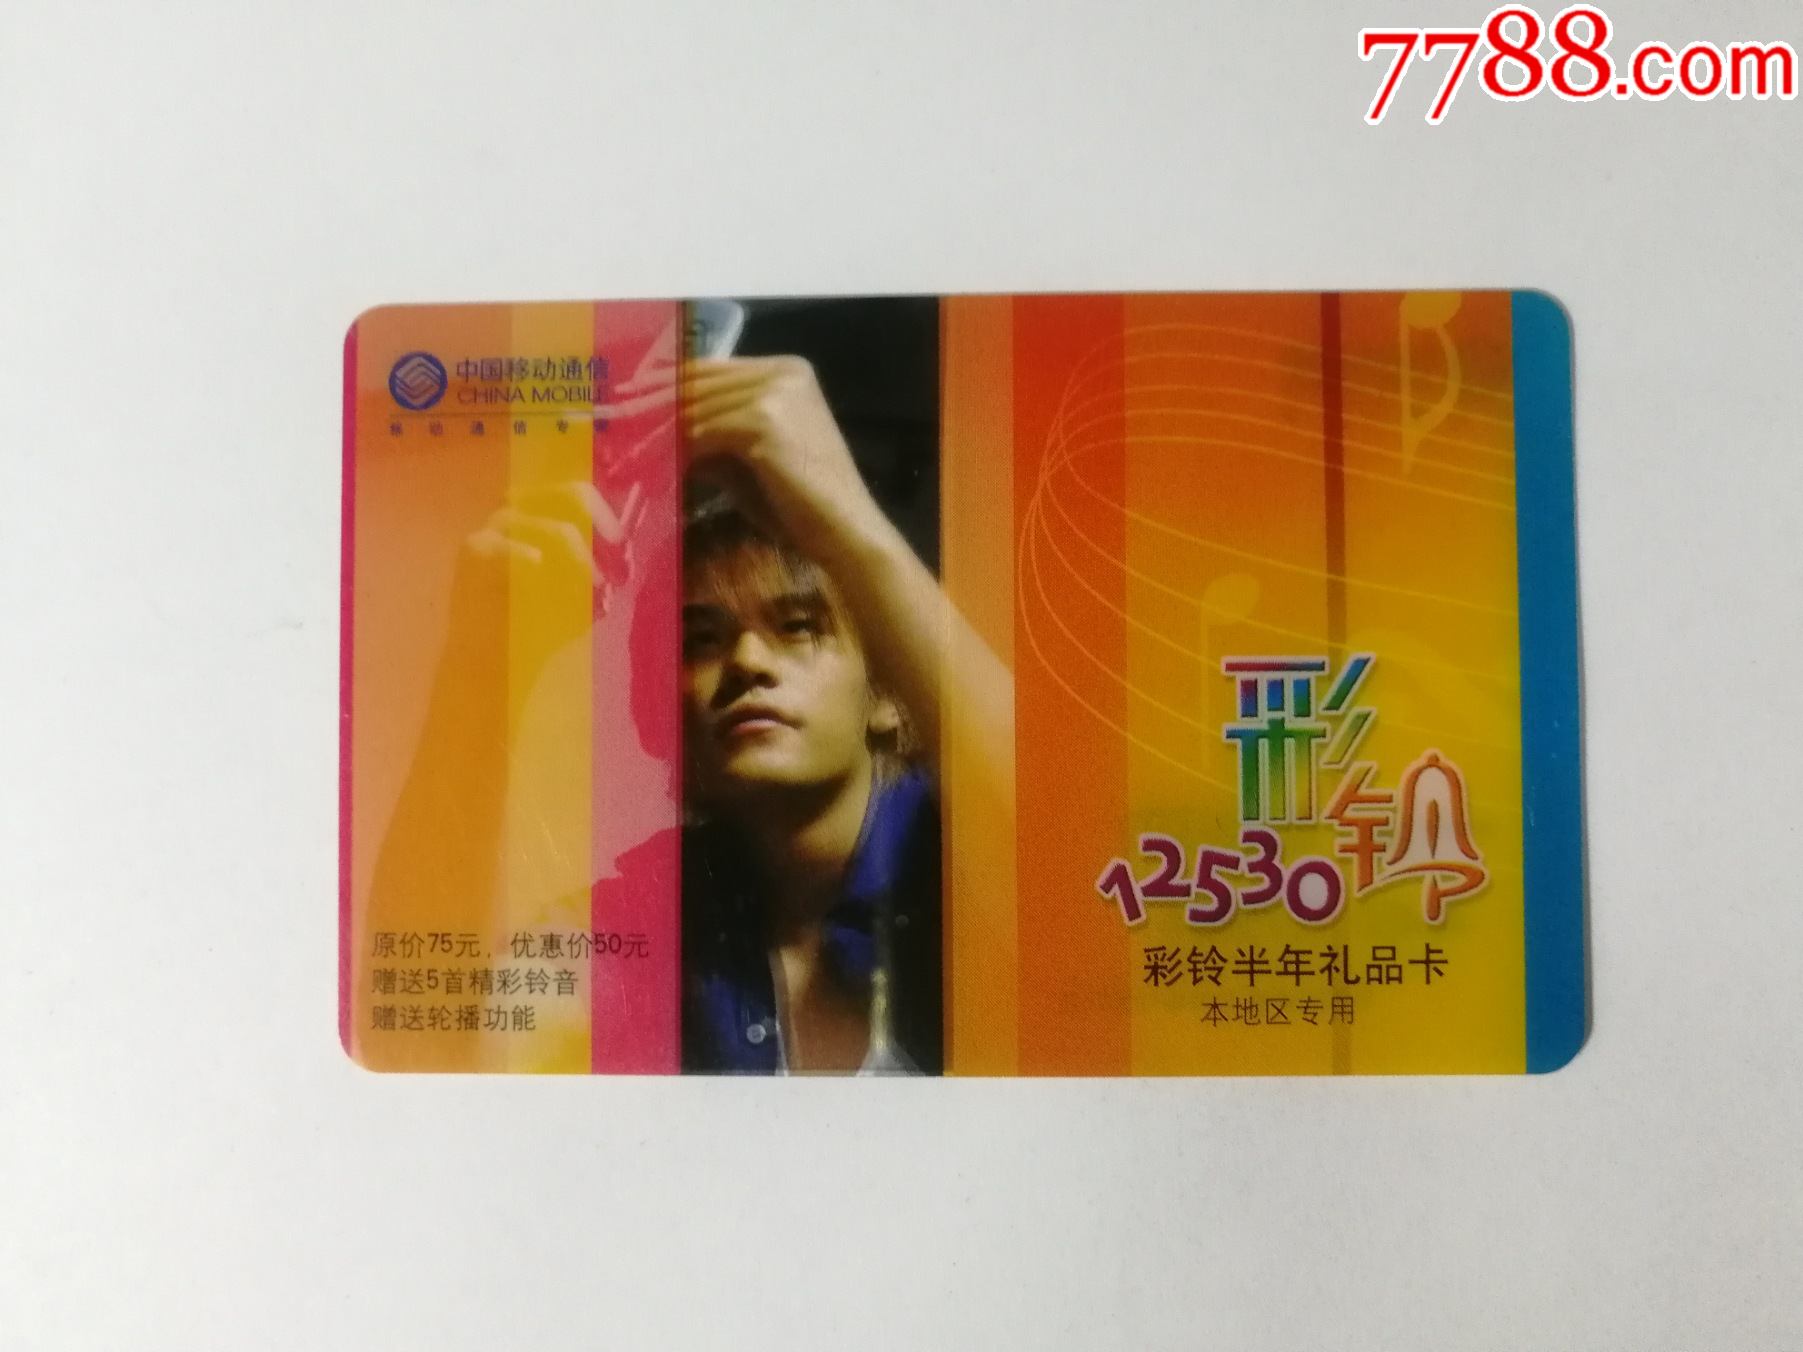 7788.com
中国移动通信
CHINA MOBILE
移动通信专家
彩铃
12530
彩铃半年礼品卡
本地区专用
原价75元，优惠价50元
赠送5首精彩铃音
赠送轮播功能